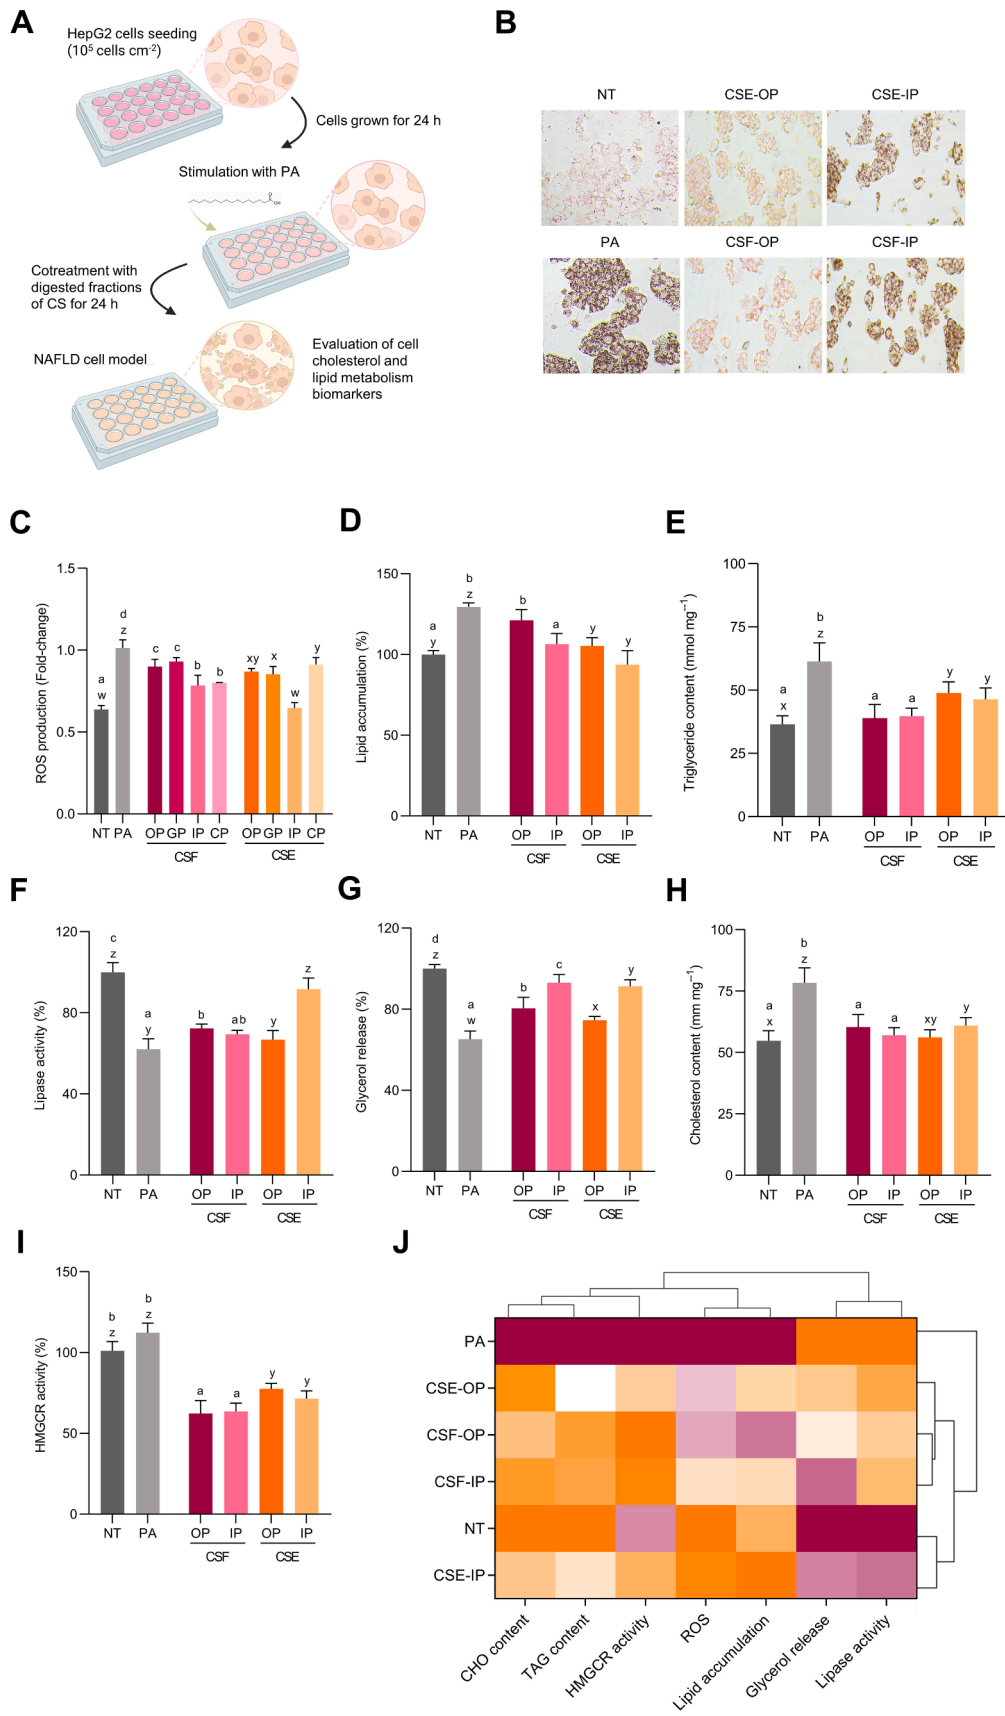 A
HepG2 cells seeding
(10⁵ cells cm⁻²)
Cells grown for 24 h
Stimulation with PA
OH
Cotreatment with
digested fractions
of CS for 24 h
NAFLD cell model
Evaluation of cell
cholesterol and
lipid metabolism
biomarkers
B
NT CSE-OP CSE-IP
PA CSF-OP CSF-IP
C
ROS production (Fold-change)
1.5
1.0
0.5
0.0
a
w
d
z
c c b b
xy x w y
NT PA OP GP IP CP OP GP IP CP
CSF CSE
D
Lipid accumulation (%)
150
100
50
0
a
y
b
z
b a y y
NT PA OP IP OP IP
CSF CSE
E
Triglyceride content (mmol mg⁻¹)
100
75
50
25
0
a
x
b
z
a a y y
NT PA OP IP OP IP
CSF CSE
F
Lipase activity (%)
120
80
40
0
c
z
a
y
b ab y z
NT PA OP IP OP IP
CSF CSE
G
Glycerol release (%)
120
80
40
0
d
z
a
w
b c x y
NT PA OP IP OP IP
CSF CSE
H
Cholesterol content (mm mg⁻¹)
100
75
50
25
0
a
x
b
z
a a xy y
NT PA OP IP OP IP
CSF CSE
I
HMGCR activity (%)
150
100
50
0
b
z
b
z
a a y y
NT PA OP IP OP IP
CSF CSE
J
PA
CSE-OP
CSF-OP
CSF-IP
NT
CSE-IP
CHO content
TAG content
HMGCR activity
ROS
Lipid accumulation
Glycerol release
Lipase activity